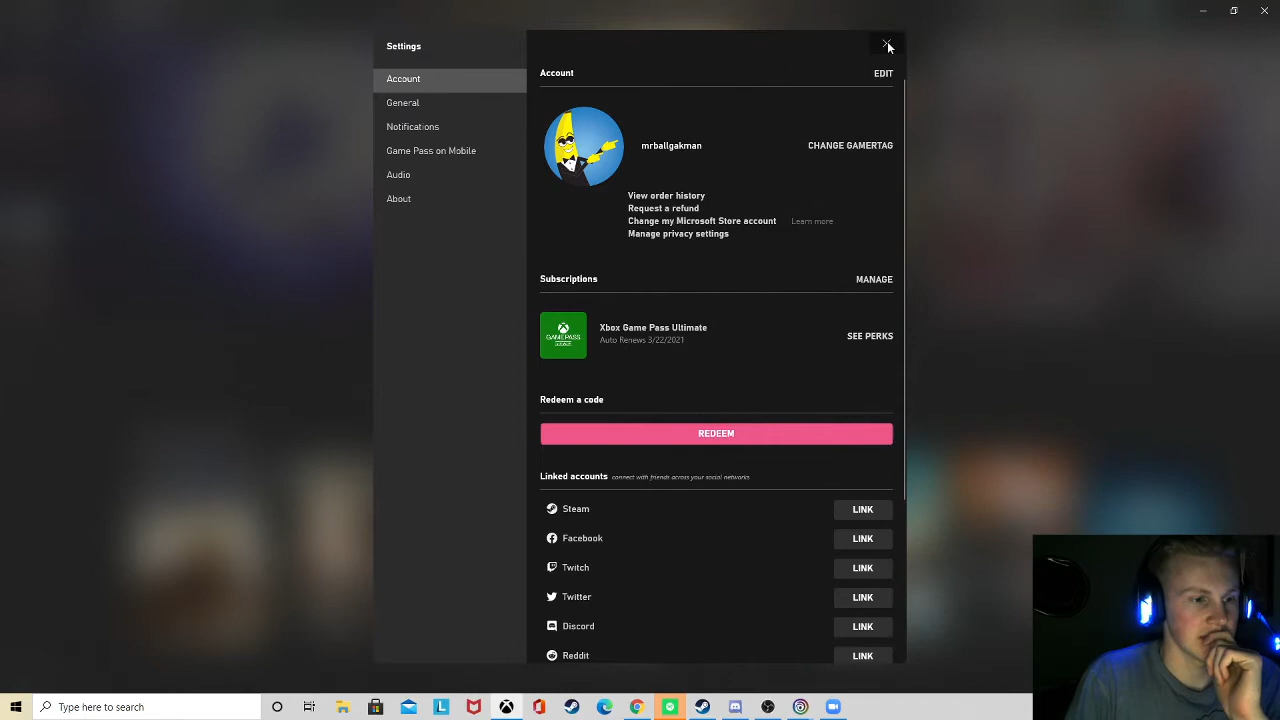 Settings
Account
General
Notifications
Game Pass on Mobile
Audio
About
Account EDIT
mrballgakman CHANGE GAMERTAG
View order history
Request a refund
Change my Microsoft Store account Learn more
Manage privacy settings
Subscriptions MANAGE
GAME PASS
Xbox Game Pass Ultimate
Auto Renews 3/22/2021
SEE PERKS
Redeem a code
REDEEM
Linked accounts connect with friends across your social networks
Steam LINK
Facebook LINK
Twitch LINK
Twitter LINK
Discord LINK
Reddit LINK
Type here to search